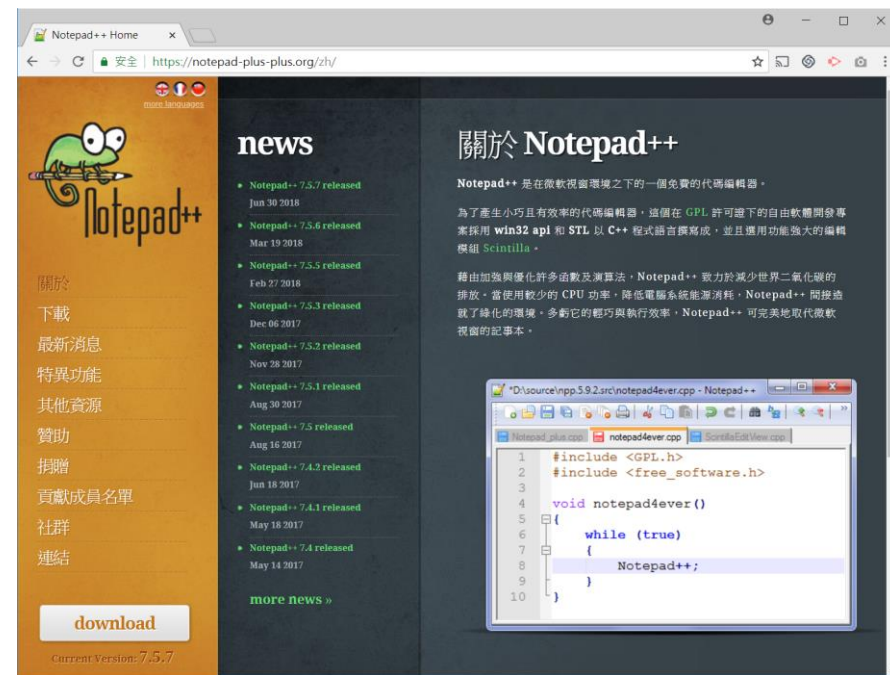 Notepad++ Home
安全 | https://notepad-plus-plus.org/zh/
more languages
Notepad++
關於
下載
最新消息
特異功能
其他資源
贊助
捐贈
貢獻成員名單
社群
連結
download
Current Version: 7.5.7
news
Notepad++ 7.5.7 released
Jun 30 2018
Notepad++ 7.5.6 released
Mar 19 2018
Notepad++ 7.5.5 released
Feb 27 2018
Notepad++ 7.5.3 released
Dec 06 2017
Notepad++ 7.5.2 released
Nov 28 2017
Notepad++ 7.5.1 released
Aug 30 2017
Notepad++ 7.5 released
Aug 16 2017
Notepad++ 7.4.2 released
Jun 18 2017
Notepad++ 7.4.1 released
May 18 2017
Notepad++ 7.4 released
May 14 2017
more news »
關於 Notepad++
Notepad++ 是在微軟視窗環境之下的一個免費的代碼編輯器。
為了產生小巧且有效率的代碼編輯器，這個在 GPL 許可證下的自由軟體開發專
案採用 win32 api 和 STL 以 C++ 程式語言撰寫成，並且選用功能強大的編輯
模組 Scintilla。
藉由加強與優化許多函數及演算法，Notepad++ 致力於減少世界二氧化碳的
排放。當使用較少的 CPU 功率，降低電腦系統能源消耗，Notepad++ 間接造
就了綠化的環境。多虧它的輕巧與執行效率，Notepad++ 可完美地取代微軟
視窗的記事本。
*D:\source\npp.5.9.2.src\notepad4ever.cpp - Notepad++
Notepad_plus.cpp notepad4ever.cpp ScintillaEditView.cpp
1 #include <GPL.h>
2 #include <free_software.h>
3
4 void notepad4ever()
5 {
6 while (true)
7 {
8 Notepad++;
9 }
10 }